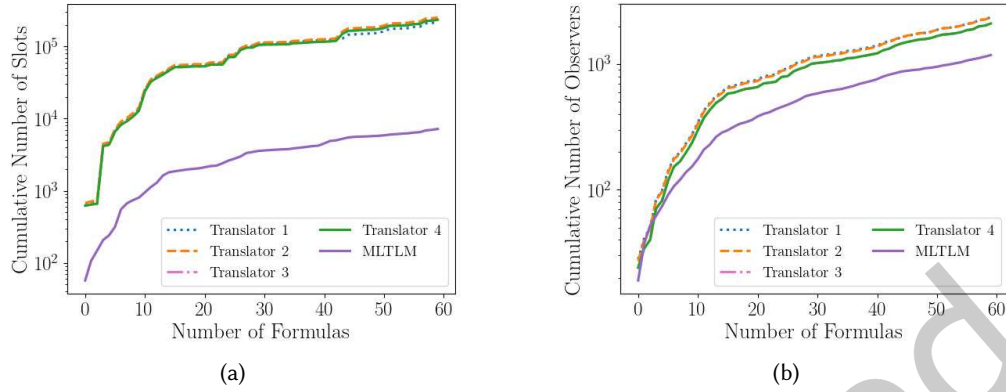 Cumulative Number of Slots
10^5
10^4
10^3
10^2
0 10 20 30 40 50 60
Number of Formulas
Translator 1
Translator 2
Translator 3
Translator 4
MLTLM
(a)
Cumulative Number of Observers
10^3
10^2
0 10 20 30 40 50 60
Number of Formulas
Translator 1
Translator 2
Translator 3
Translator 4
MLTLM
(b)